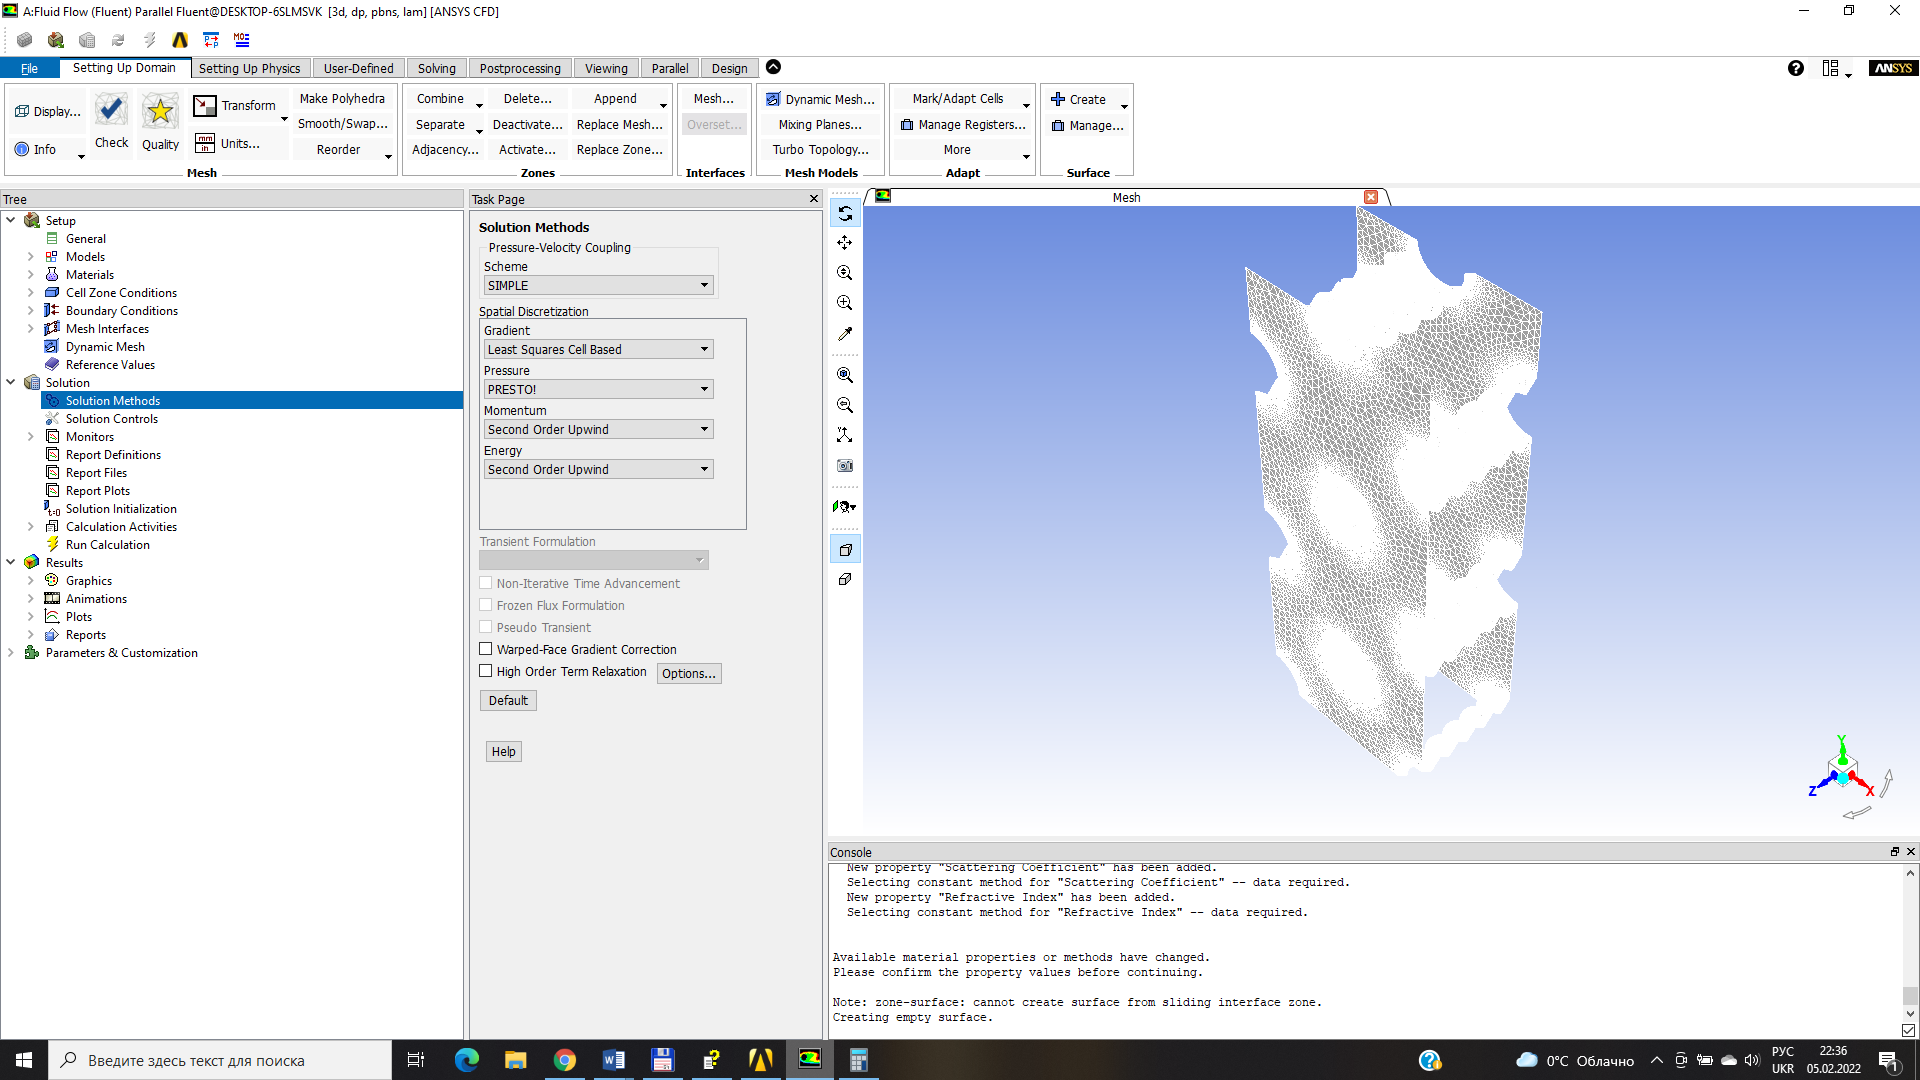 A:Fluid Flow (Fluent) Parallel Fluent@DESKTOP-6SLMSVK [3d, dp, pbns, lam] [ANSYS CFD]
File
Setting Up Domain
Setting Up Physics
User-Defined
Solving
Postprocessing
Viewing
Parallel
Design
ANSYS
Display...
Info
Check
Quality
Transform
Units...
Make Polyhedra
Smooth/Swap...
Reorder
Mesh
Combine
Separate
Adjacency...
Delete...
Deactivate...
Activate...
Append
Replace Mesh...
Replace Zone...
Zones
Mesh...
Overset...
Interfaces
Dynamic Mesh...
Mixing Planes...
Turbo Topology...
Mesh Models
Mark/Adapt Cells
Manage Registers...
More
Adapt
Create
Manage...
Surface
Tree
Setup
General
Models
Materials
Cell Zone Conditions
Boundary Conditions
Mesh Interfaces
Dynamic Mesh
Reference Values
Solution
Solution Methods
Solution Controls
Monitors
Report Definitions
Report Files
Report Plots
Solution Initialization
Calculation Activities
Run Calculation
Results
Graphics
Animations
Plots
Reports
Parameters & Customization
Task Page
Solution Methods
Pressure-Velocity Coupling
Scheme
SIMPLE
Spatial Discretization
Gradient
Least Squares Cell Based
Pressure
PRESTO!
Momentum
Second Order Upwind
Energy
Second Order Upwind
Transient Formulation
Non-Iterative Time Advancement
Frozen Flux Formulation
Pseudo Transient
Warped-Face Gradient Correction
High Order Term Relaxation
Options...
Default
Help
Mesh
Y
Z
X
Console
New property "Scattering Coefficient" has been added.
Selecting constant method for "Scattering Coefficient" -- data required.
New property "Refractive Index" has been added.
Selecting constant method for "Refractive Index" -- data required.
Available material properties or methods have changed.
Please confirm the property values before continuing.
Note: zone-surface: cannot create surface from sliding interface zone.
Creating empty surface.
Введите здесь текст для поиска
0°C Облачно
РУС
UKR
22:36
05.02.2022
1